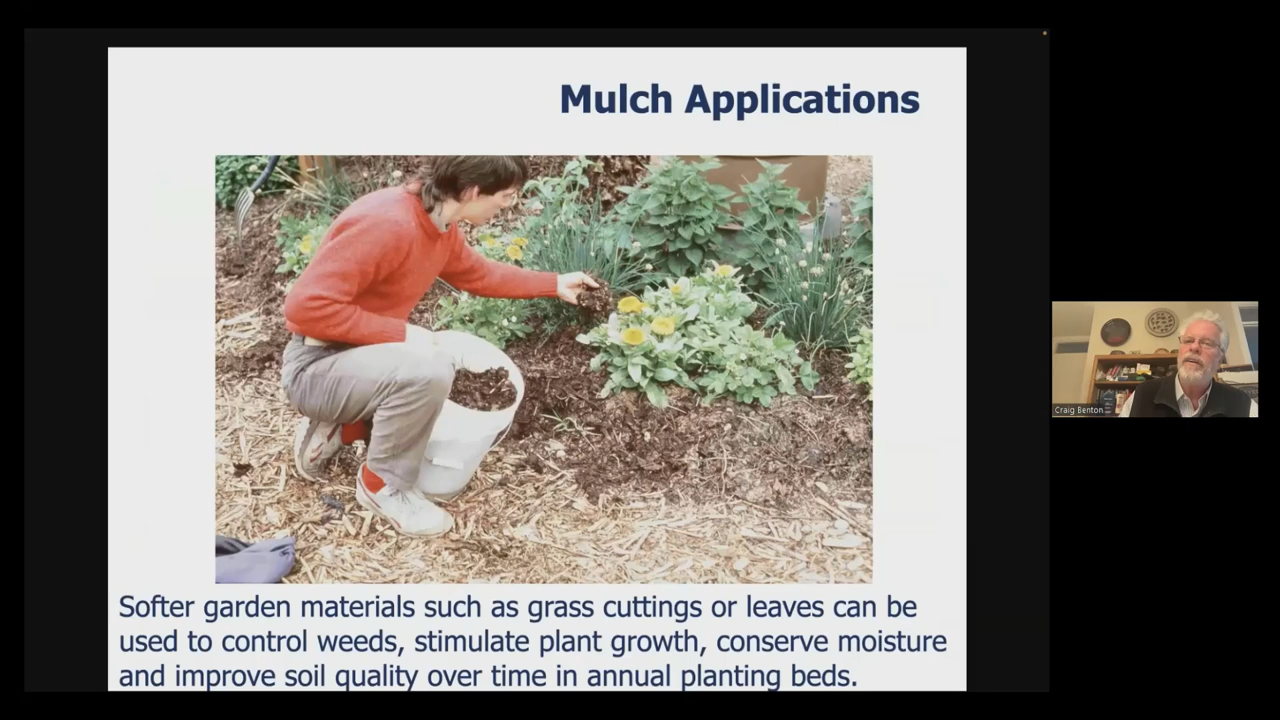 Mulch Applications
Softer garden materials such as grass cuttings or leaves can be
used to control weeds, stimulate plant growth, conserve moisture
and improve soil quality over time in annual planting beds.
Craig Benton